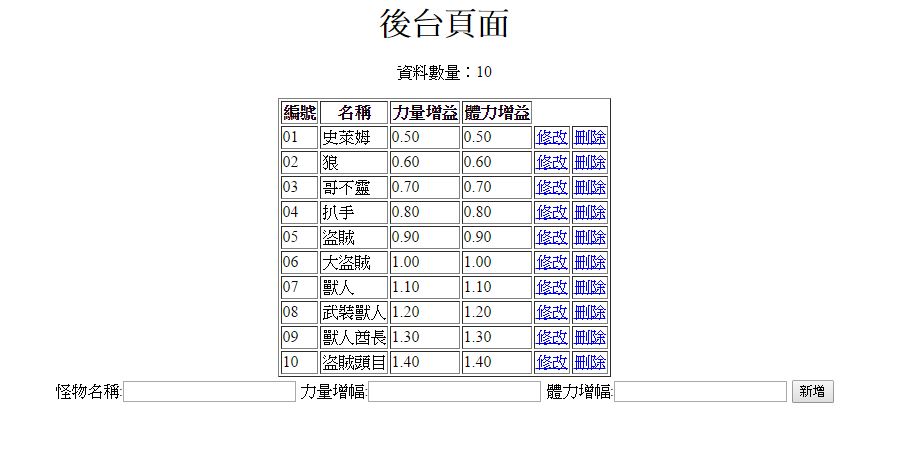 後台頁面
資料數量：10
編號 名稱 力量增益 體力增益
01 史萊姆 0.50 0.50 修改 刪除
02 狼 0.60 0.60 修改 刪除
03 哥不靈 0.70 0.70 修改 刪除
04 扒手 0.80 0.80 修改 刪除
05 盜賊 0.90 0.90 修改 刪除
06 大盜賊 1.00 1.00 修改 刪除
07 獸人 1.10 1.10 修改 刪除
08 武裝獸人 1.20 1.20 修改 刪除
09 獸人酋長 1.30 1.30 修改 刪除
10 盜賊頭目 1.40 1.40 修改 刪除
怪物名稱: 力量增幅: 體力增幅: 新增